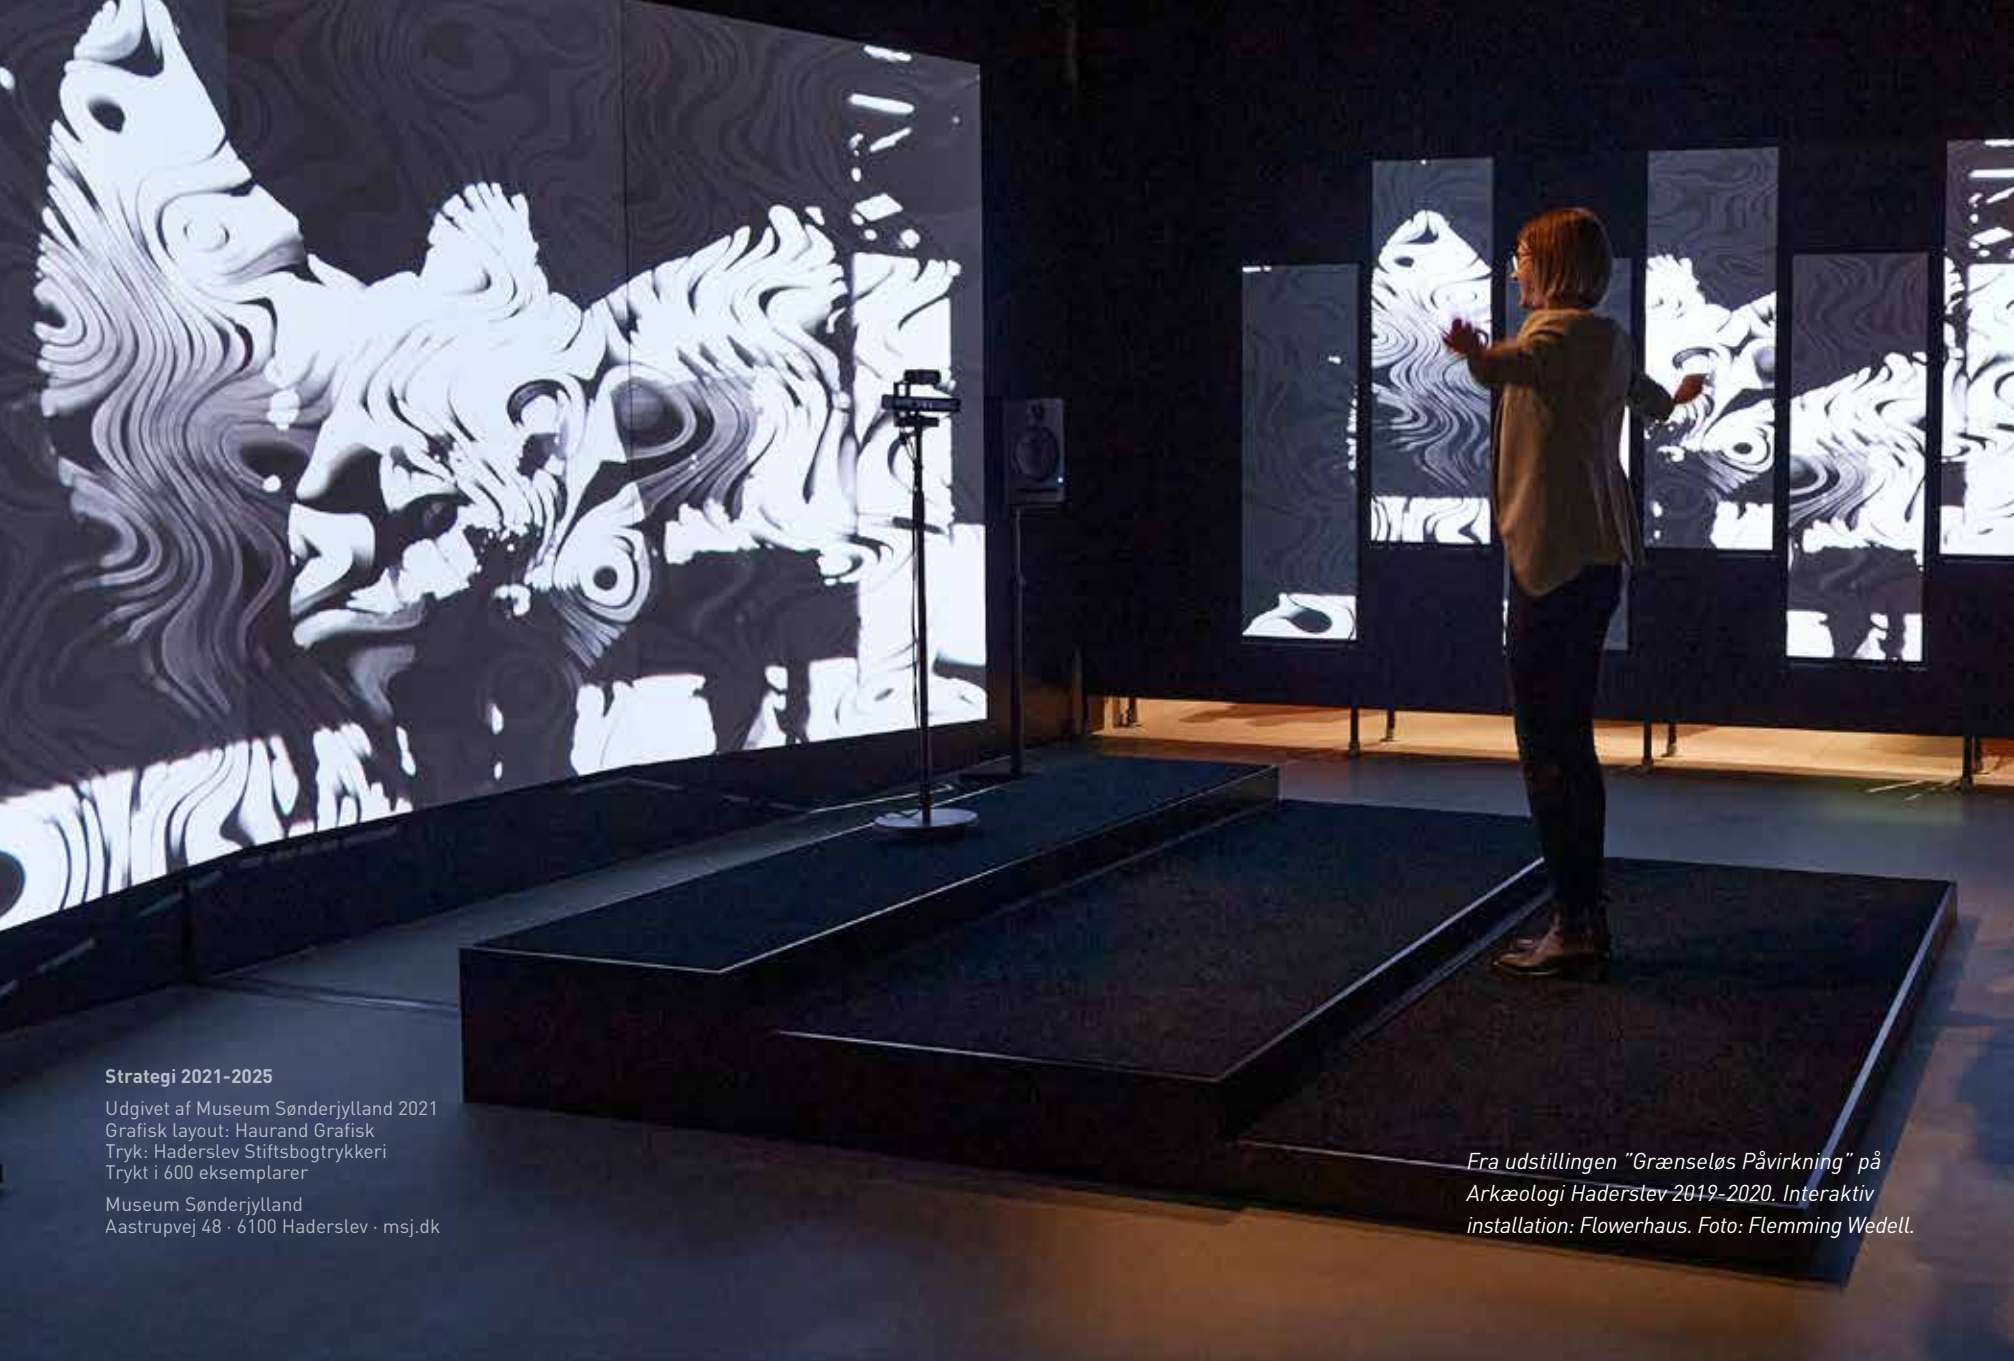 Strategi 2021-2025
Udgivet af Museum Sønderjylland 2021
Grafisk layout: Haurand Grafisk
Tryk: Haderslev Stiftsbogtrykkeri
Trykt i 600 eksemplarer
Museum Sønderjylland
Aastrupvej 48 · 6100 Haderslev · msj.dk
Fra udstillingen ”Grænseløs Påvirkning” på
Arkæologi Haderslev 2019-2020. Interaktiv
installation: Flowerhaus. Foto: Flemming Wedell.